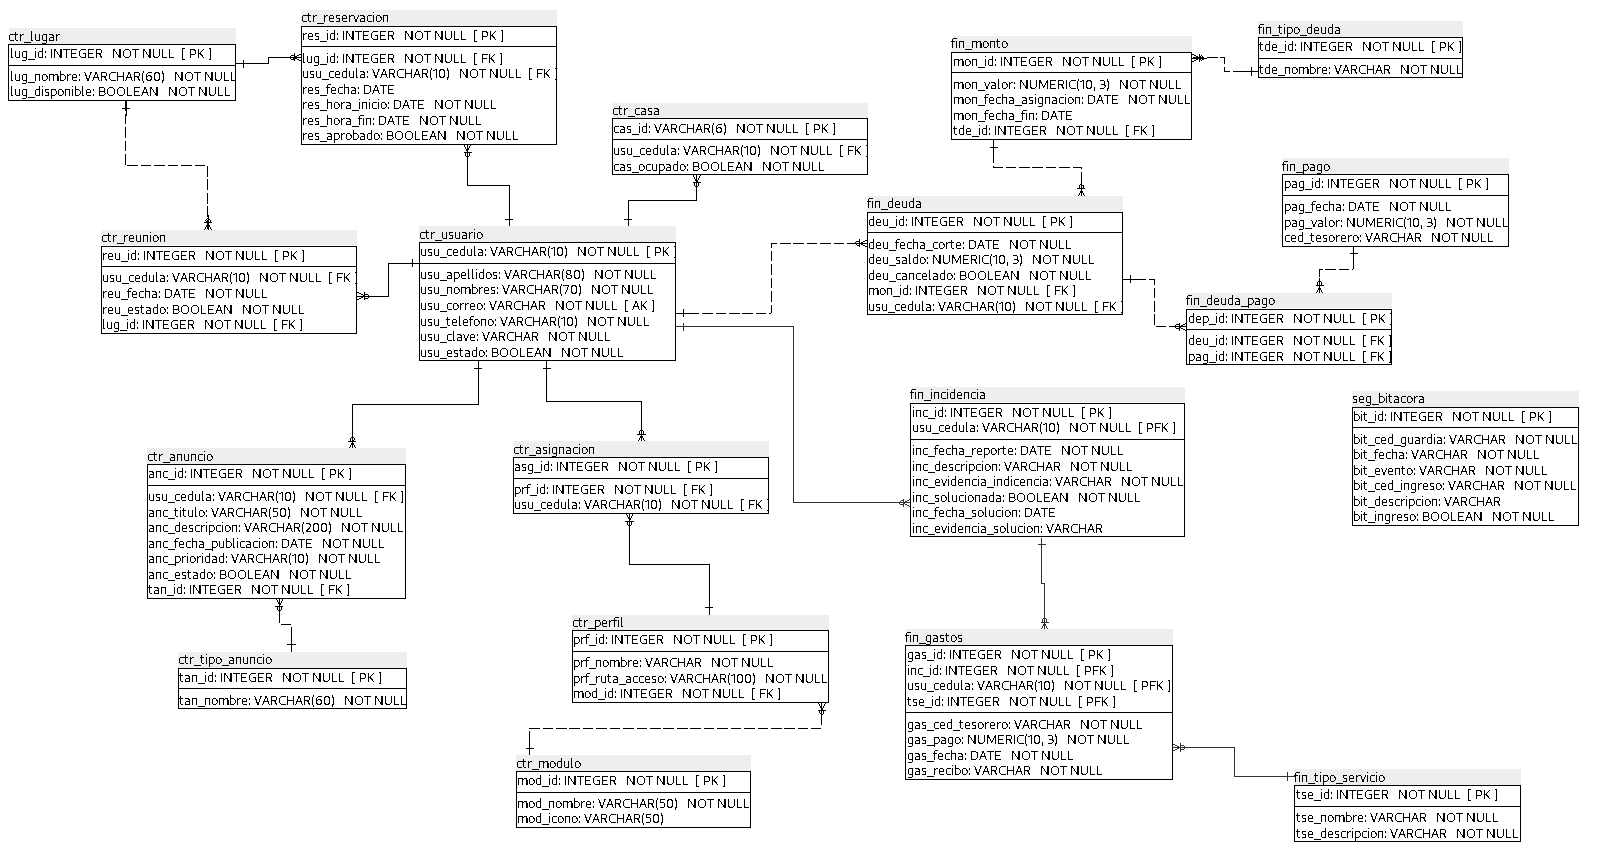 ctr_lugar
lug_id: INTEGER NOT NULL [ PK ]
lug_nombre: VARCHAR(60) NOT NULL
lug_disponible: BOOLEAN NOT NULL
ctr_reservacion
res_id: INTEGER NOT NULL [ PK ]
lug_id: INTEGER NOT NULL [ FK ]
usu_cedula: VARCHAR(10) NOT NULL [ FK ]
res_fecha: DATE
res_hora_inicio: DATE NOT NULL
res_hora_fin: DATE NOT NULL
res_aprobado: BOOLEAN NOT NULL
ctr_casa
cas_id: VARCHAR(6) NOT NULL [ PK ]
usu_cedula: VARCHAR(10) NOT NULL [ FK ]
cas_ocupado: BOOLEAN NOT NULL
fin_monto
mon_id: INTEGER NOT NULL [ PK ]
mon_valor: NUMERIC(10, 3) NOT NULL
mon_fecha_asignacion: DATE NOT NULL
mon_fecha_fin: DATE
tde_id: INTEGER NOT NULL [ FK ]
fin_tipo_deuda
tde_id: INTEGER NOT NULL [ PK ]
tde_nombre: VARCHAR NOT NULL
fin_pago
pag_id: INTEGER NOT NULL [ PK ]
pag_fecha: DATE NOT NULL
pag_valor: NUMERIC(10, 3) NOT NULL
ced_tesorero: VARCHAR NOT NULL
ctr_reunion
reu_id: INTEGER NOT NULL [ PK ]
usu_cedula: VARCHAR(10) NOT NULL [ FK ]
reu_fecha: DATE NOT NULL
reu_estado: BOOLEAN NOT NULL
lug_id: INTEGER NOT NULL [ FK ]
ctr_usuario
usu_cedula: VARCHAR(10) NOT NULL [ PK ]
usu_apellidos: VARCHAR(80) NOT NULL
usu_nombres: VARCHAR(70) NOT NULL
usu_correo: VARCHAR NOT NULL [ AK ]
usu_telefono: VARCHAR(10) NOT NULL
usu_clave: VARCHAR NOT NULL
usu_estado: BOOLEAN NOT NULL
fin_deuda
deu_id: INTEGER NOT NULL [ PK ]
deu_fecha_corte: DATE NOT NULL
deu_saldo: NUMERIC(10, 3) NOT NULL
deu_cancelado: BOOLEAN NOT NULL
mon_id: INTEGER NOT NULL [ FK ]
usu_cedula: VARCHAR(10) NOT NULL [ FK ]
fin_deuda_pago
dep_id: INTEGER NOT NULL [ PK ]
deu_id: INTEGER NOT NULL [ FK ]
pag_id: INTEGER NOT NULL [ FK ]
fin_incidencia
inc_id: INTEGER NOT NULL [ PK ]
usu_cedula: VARCHAR(10) NOT NULL [ PFK ]
inc_fecha_reporte: DATE NOT NULL
inc_descripcion: VARCHAR NOT NULL
inc_evidencia_indicencia: VARCHAR NOT NULL
inc_solucionada: BOOLEAN NOT NULL
inc_fecha_solucion: DATE
inc_evidencia_solucion: VARCHAR
seg_bitacora
bit_id: INTEGER NOT NULL [ PK ]
bit_ced_guardia: VARCHAR NOT NULL
bit_fecha: VARCHAR NOT NULL
bit_evento: VARCHAR NOT NULL
bit_ced_ingreso: VARCHAR NOT NULL
bit_descripcion: VARCHAR
bit_ingreso: BOOLEAN NOT NULL
ctr_anuncio
anc_id: INTEGER NOT NULL [ PK ]
usu_cedula: VARCHAR(10) NOT NULL [ FK ]
anc_titulo: VARCHAR(50) NOT NULL
anc_descripcion: VARCHAR(200) NOT NULL
anc_fecha_publicacion: DATE NOT NULL
anc_prioridad: VARCHAR(10) NOT NULL
anc_estado: BOOLEAN NOT NULL
tan_id: INTEGER NOT NULL [ FK ]
ctr_asignacion
asg_id: INTEGER NOT NULL [ PK ]
prf_id: INTEGER NOT NULL [ FK ]
usu_cedula: VARCHAR(10) NOT NULL [ FK ]
ctr_tipo_anuncio
tan_id: INTEGER NOT NULL [ PK ]
tan_nombre: VARCHAR(60) NOT NULL
ctr_perfil
prf_id: INTEGER NOT NULL [ PK ]
prf_nombre: VARCHAR NOT NULL
prf_ruta_acceso: VARCHAR(100) NOT NULL
mod_id: INTEGER NOT NULL [ FK ]
fin_gastos
gas_id: INTEGER NOT NULL [ PK ]
inc_id: INTEGER NOT NULL [ PFK ]
usu_cedula: VARCHAR(10) NOT NULL [ PFK ]
tse_id: INTEGER NOT NULL [ PFK ]
gas_ced_tesorero: VARCHAR NOT NULL
gas_pago: NUMERIC(10, 3) NOT NULL
gas_fecha: DATE NOT NULL
gas_recibo: VARCHAR NOT NULL
ctr_modulo
mod_id: INTEGER NOT NULL [ PK ]
mod_nombre: VARCHAR(50) NOT NULL
mod_icono: VARCHAR(50)
fin_tipo_servicio
tse_id: INTEGER NOT NULL [ PK ]
tse_nombre: VARCHAR NOT NULL
tse_descripcion: VARCHAR NOT NULL